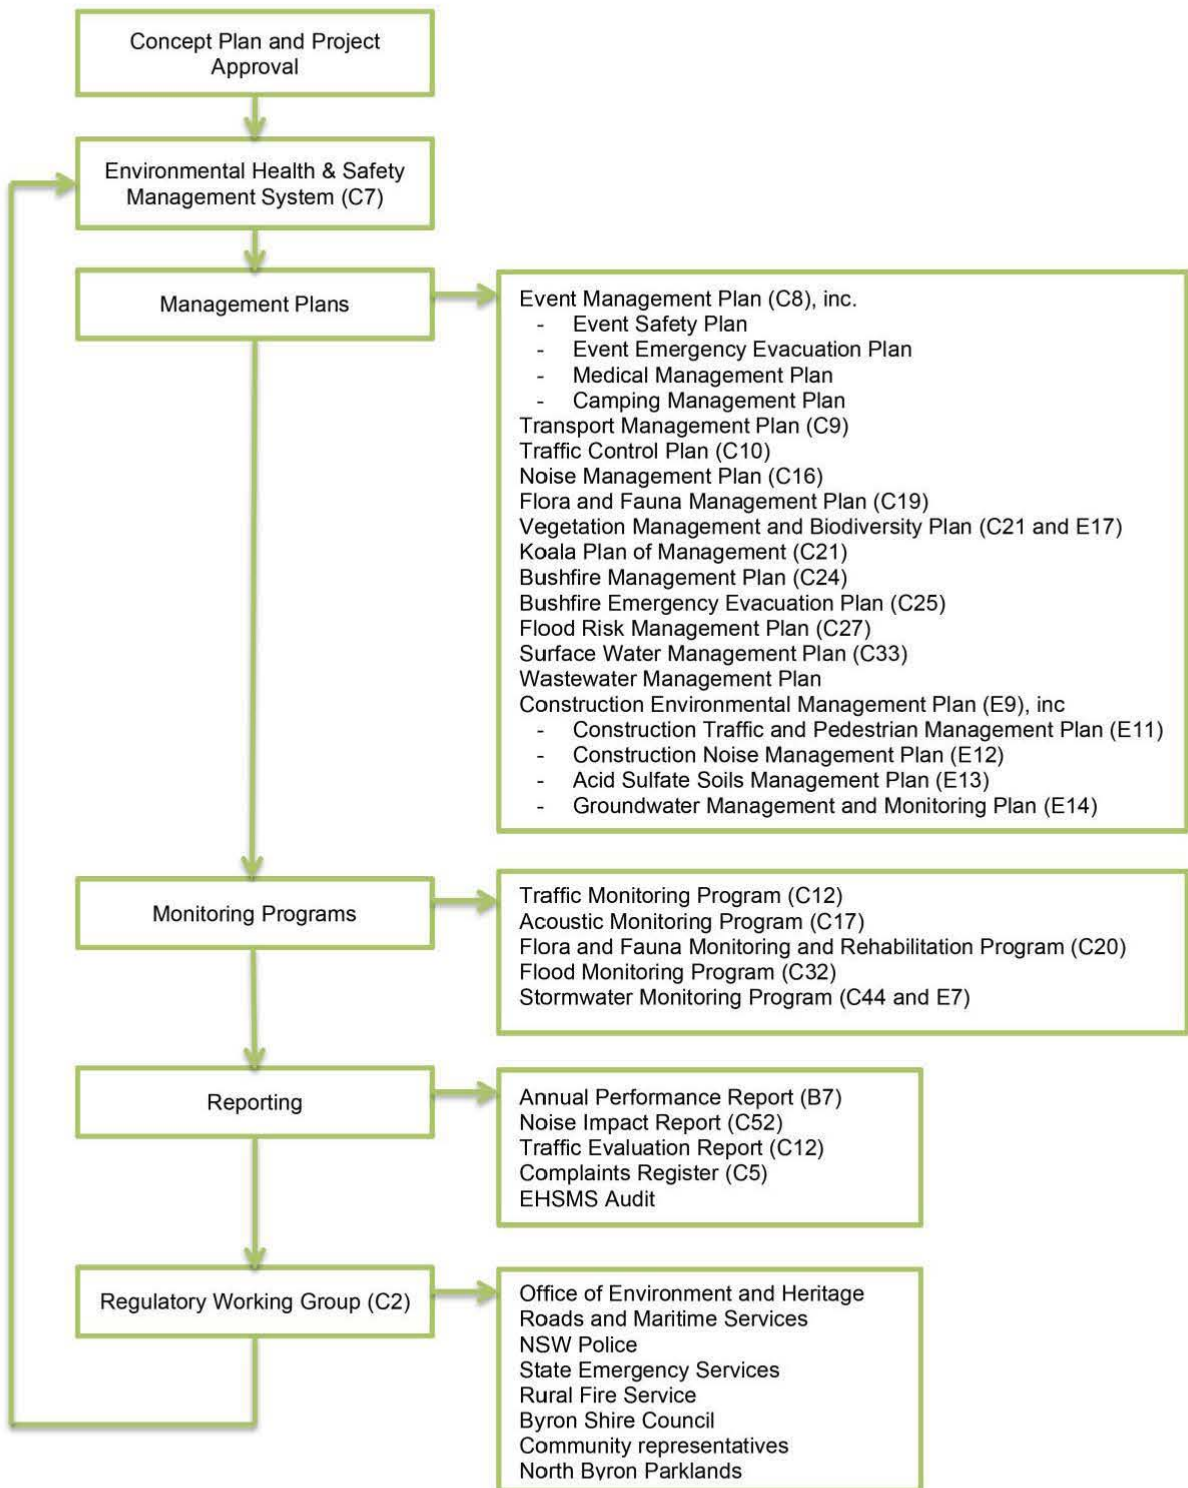 Concept Plan and Project
Approval
Environmental Health & Safety
Management System (C7)
Management Plans
Event Management Plan (C8), inc.
- Event Safety Plan
- Event Emergency Evacuation Plan
- Medical Management Plan
- Camping Management Plan
Transport Management Plan (C9)
Traffic Control Plan (C10)
Noise Management Plan (C16)
Flora and Fauna Management Plan (C19)
Vegetation Management and Biodiversity Plan (C21 and E17)
Koala Plan of Management (C21)
Bushfire Management Plan (C24)
Bushfire Emergency Evacuation Plan (C25)
Flood Risk Management Plan (C27)
Surface Water Management Plan (C33)
Wastewater Management Plan
Construction Environmental Management Plan (E9), inc
- Construction Traffic and Pedestrian Management Plan (E11)
- Construction Noise Management Plan (E12)
- Acid Sulfate Soils Management Plan (E13)
- Groundwater Management and Monitoring Plan (E14)
Monitoring Programs
Traffic Monitoring Program (C12)
Acoustic Monitoring Program (C17)
Flora and Fauna Monitoring and Rehabilitation Program (C20)
Flood Monitoring Program (C32)
Stormwater Monitoring Program (C44 and E7)
Reporting
Annual Performance Report (B7)
Noise Impact Report (C52)
Traffic Evaluation Report (C12)
Complaints Register (C5)
EHSMS Audit
Regulatory Working Group (C2)
Office of Environment and Heritage
Roads and Maritime Services
NSW Police
State Emergency Services
Rural Fire Service
Byron Shire Council
Community representatives
North Byron Parklands